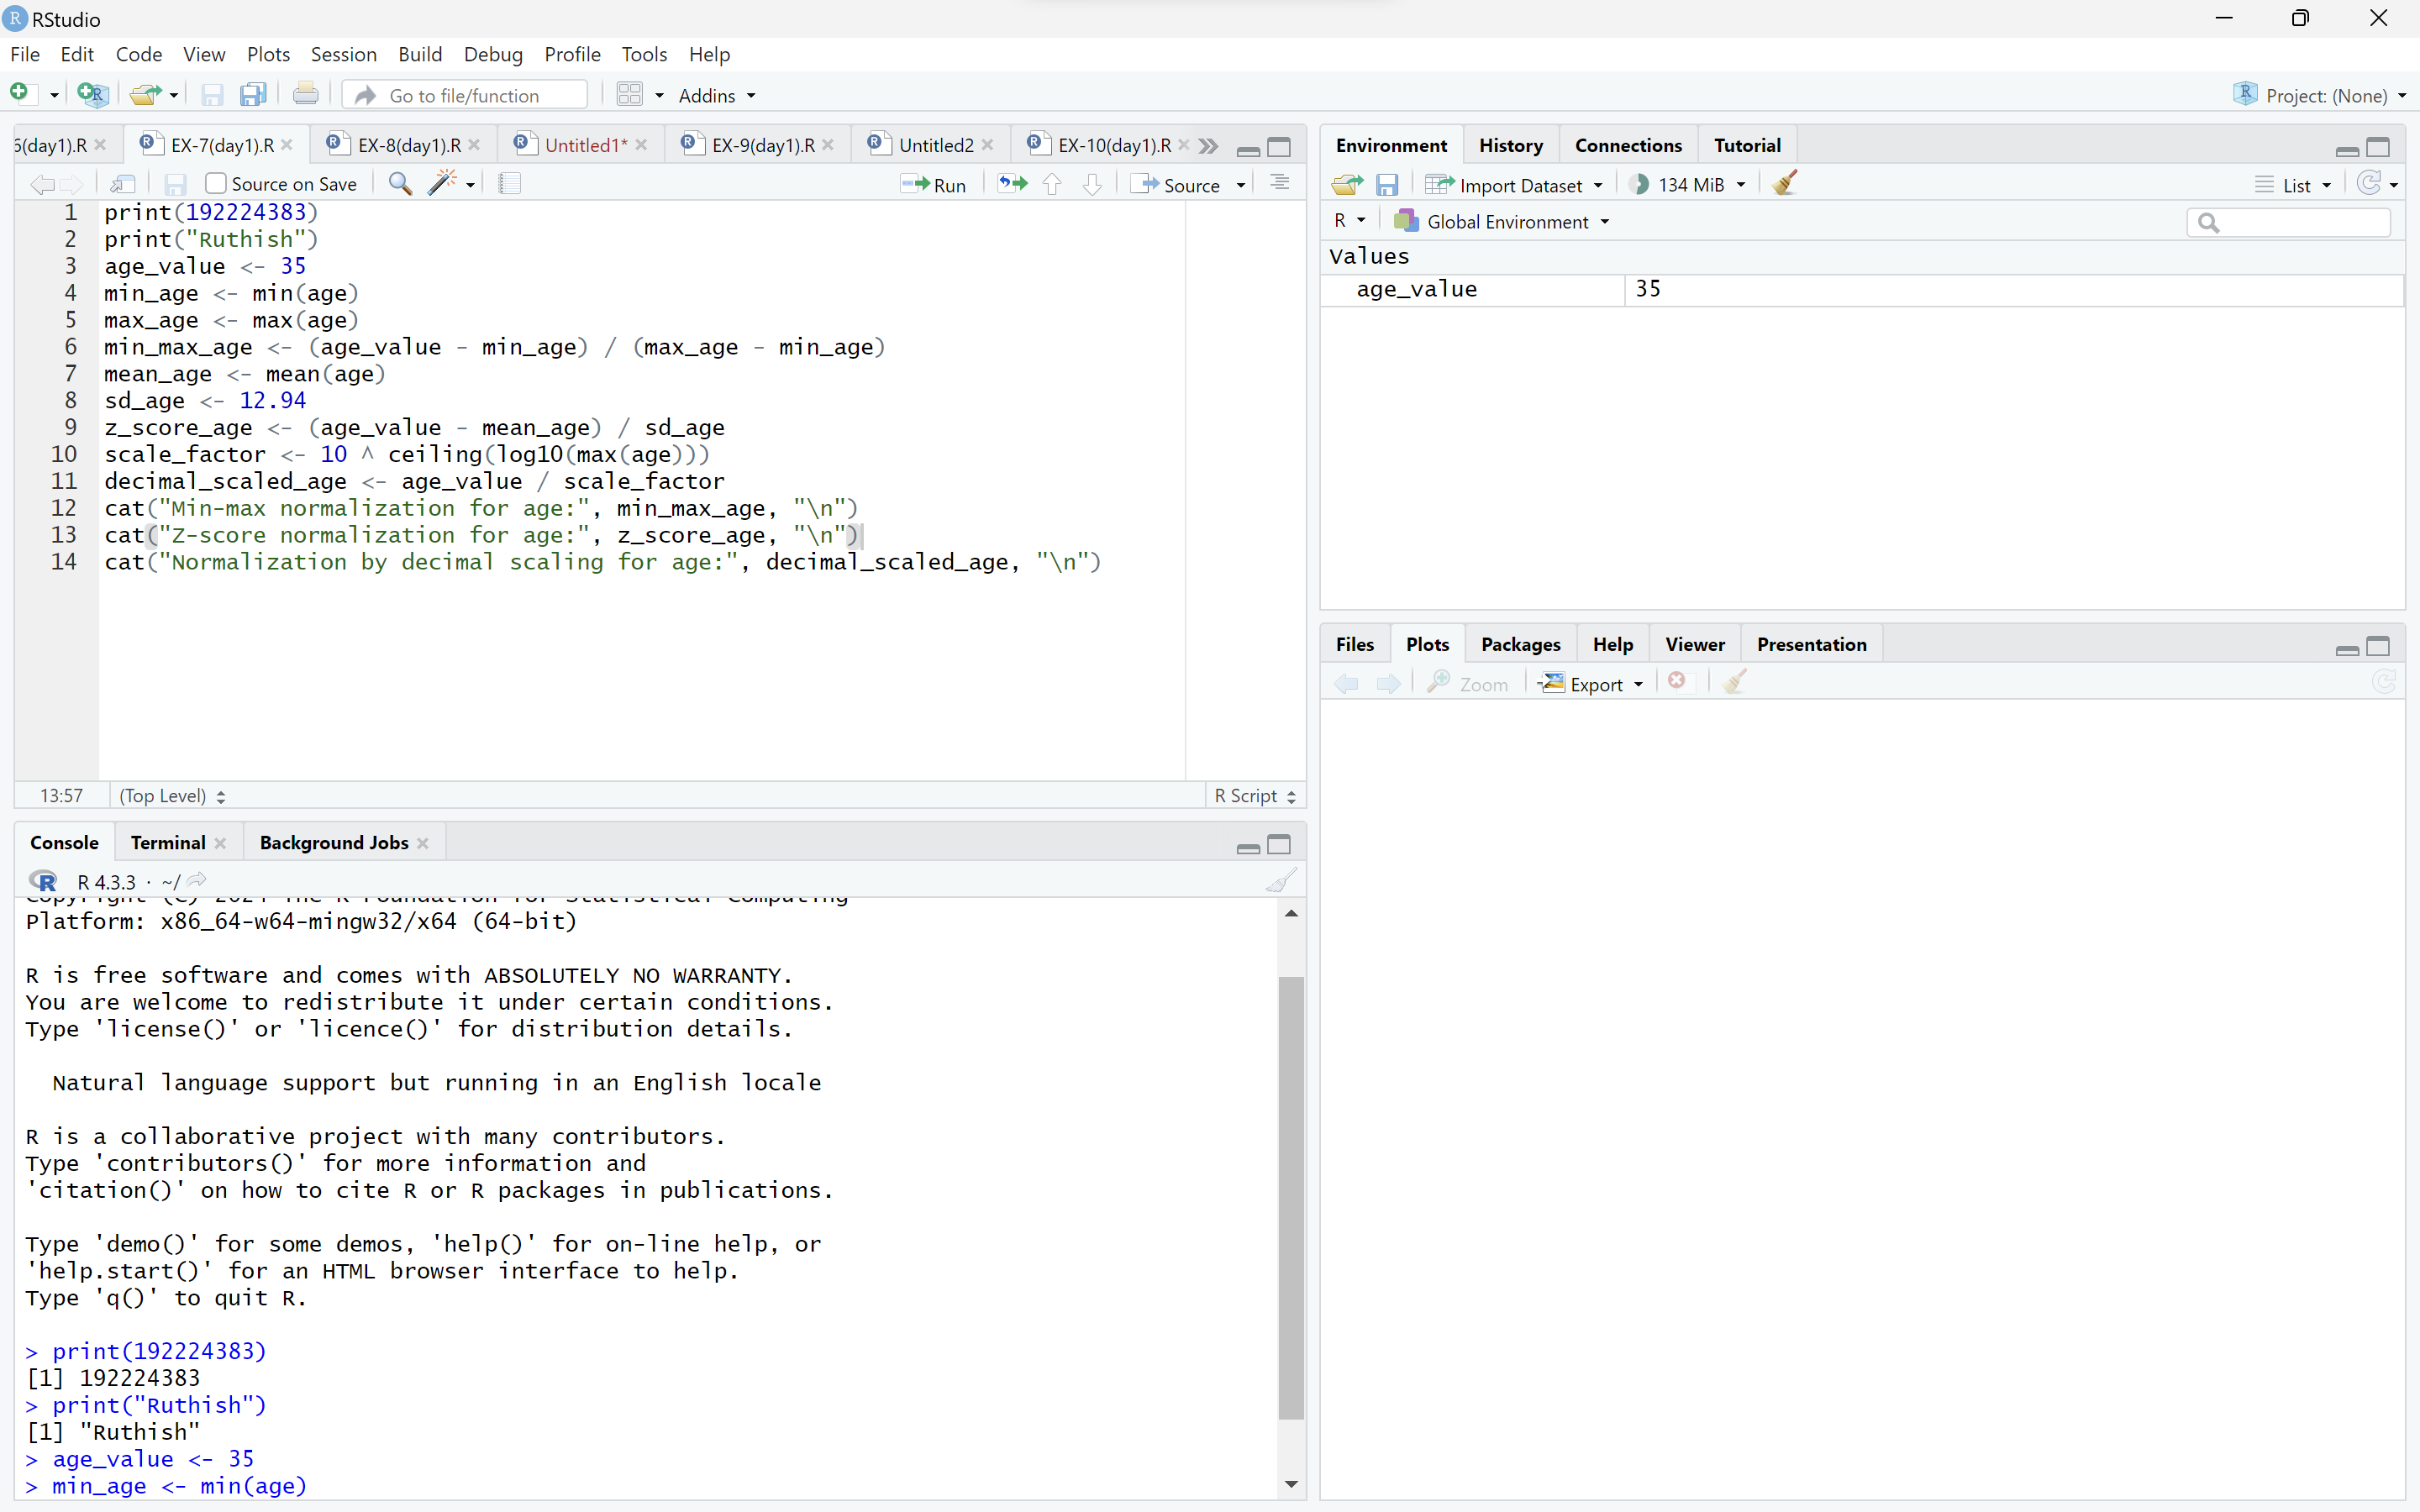 RStudio
File Edit Code View Plots Session Build Debug Profile Tools Help
Go to file/function Addins Project: (None)
6(day1).R EX-7(day1).R EX-8(day1).R Untitled1* EX-9(day1).R Untitled2 EX-10(day1).R
Source on Save Run Source
1 print(192224383)
2 print("Ruthish")
3 age_value <- 35
4 min_age <- min(age)
5 max_age <- max(age)
6 min_max_age <- (age_value - min_age) / (max_age - min_age)
7 mean_age <- mean(age)
8 sd_age <- 12.94
9 z_score_age <- (age_value - mean_age) / sd_age
10 scale_factor <- 10 ^ ceiling(log10(max(age)))
11 decimal_scaled_age <- age_value / scale_factor
12 cat("Min-max normalization for age:", min_max_age, "\n")
13 cat("Z-score normalization for age:", z_score_age, "\n")
14 cat("Normalization by decimal scaling for age:", decimal_scaled_age, "\n")
13:57 (Top Level) R Script
Console Terminal Background Jobs
R 4.3.3 · ~/
Copyright (C) 2024 The R Foundation for Statistical Computing
Platform: x86_64-w64-mingw32/x64 (64-bit)
R is free software and comes with ABSOLUTELY NO WARRANTY.
You are welcome to redistribute it under certain conditions.
Type 'license()' or 'licence()' for distribution details.
Natural language support but running in an English locale
R is a collaborative project with many contributors.
Type 'contributors()' for more information and
'citation()' on how to cite R or R packages in publications.
Type 'demo()' for some demos, 'help()' for on-line help, or
'help.start()' for an HTML browser interface to help.
Type 'q()' to quit R.
> print(192224383)
[1] 192224383
> print("Ruthish")
[1] "Ruthish"
> age_value <- 35
> min_age <- min(age)
Environment History Connections Tutorial
Import Dataset 134 MiB List
R Global Environment
Values
age_value 35
Files Plots Packages Help Viewer Presentation
Zoom Export